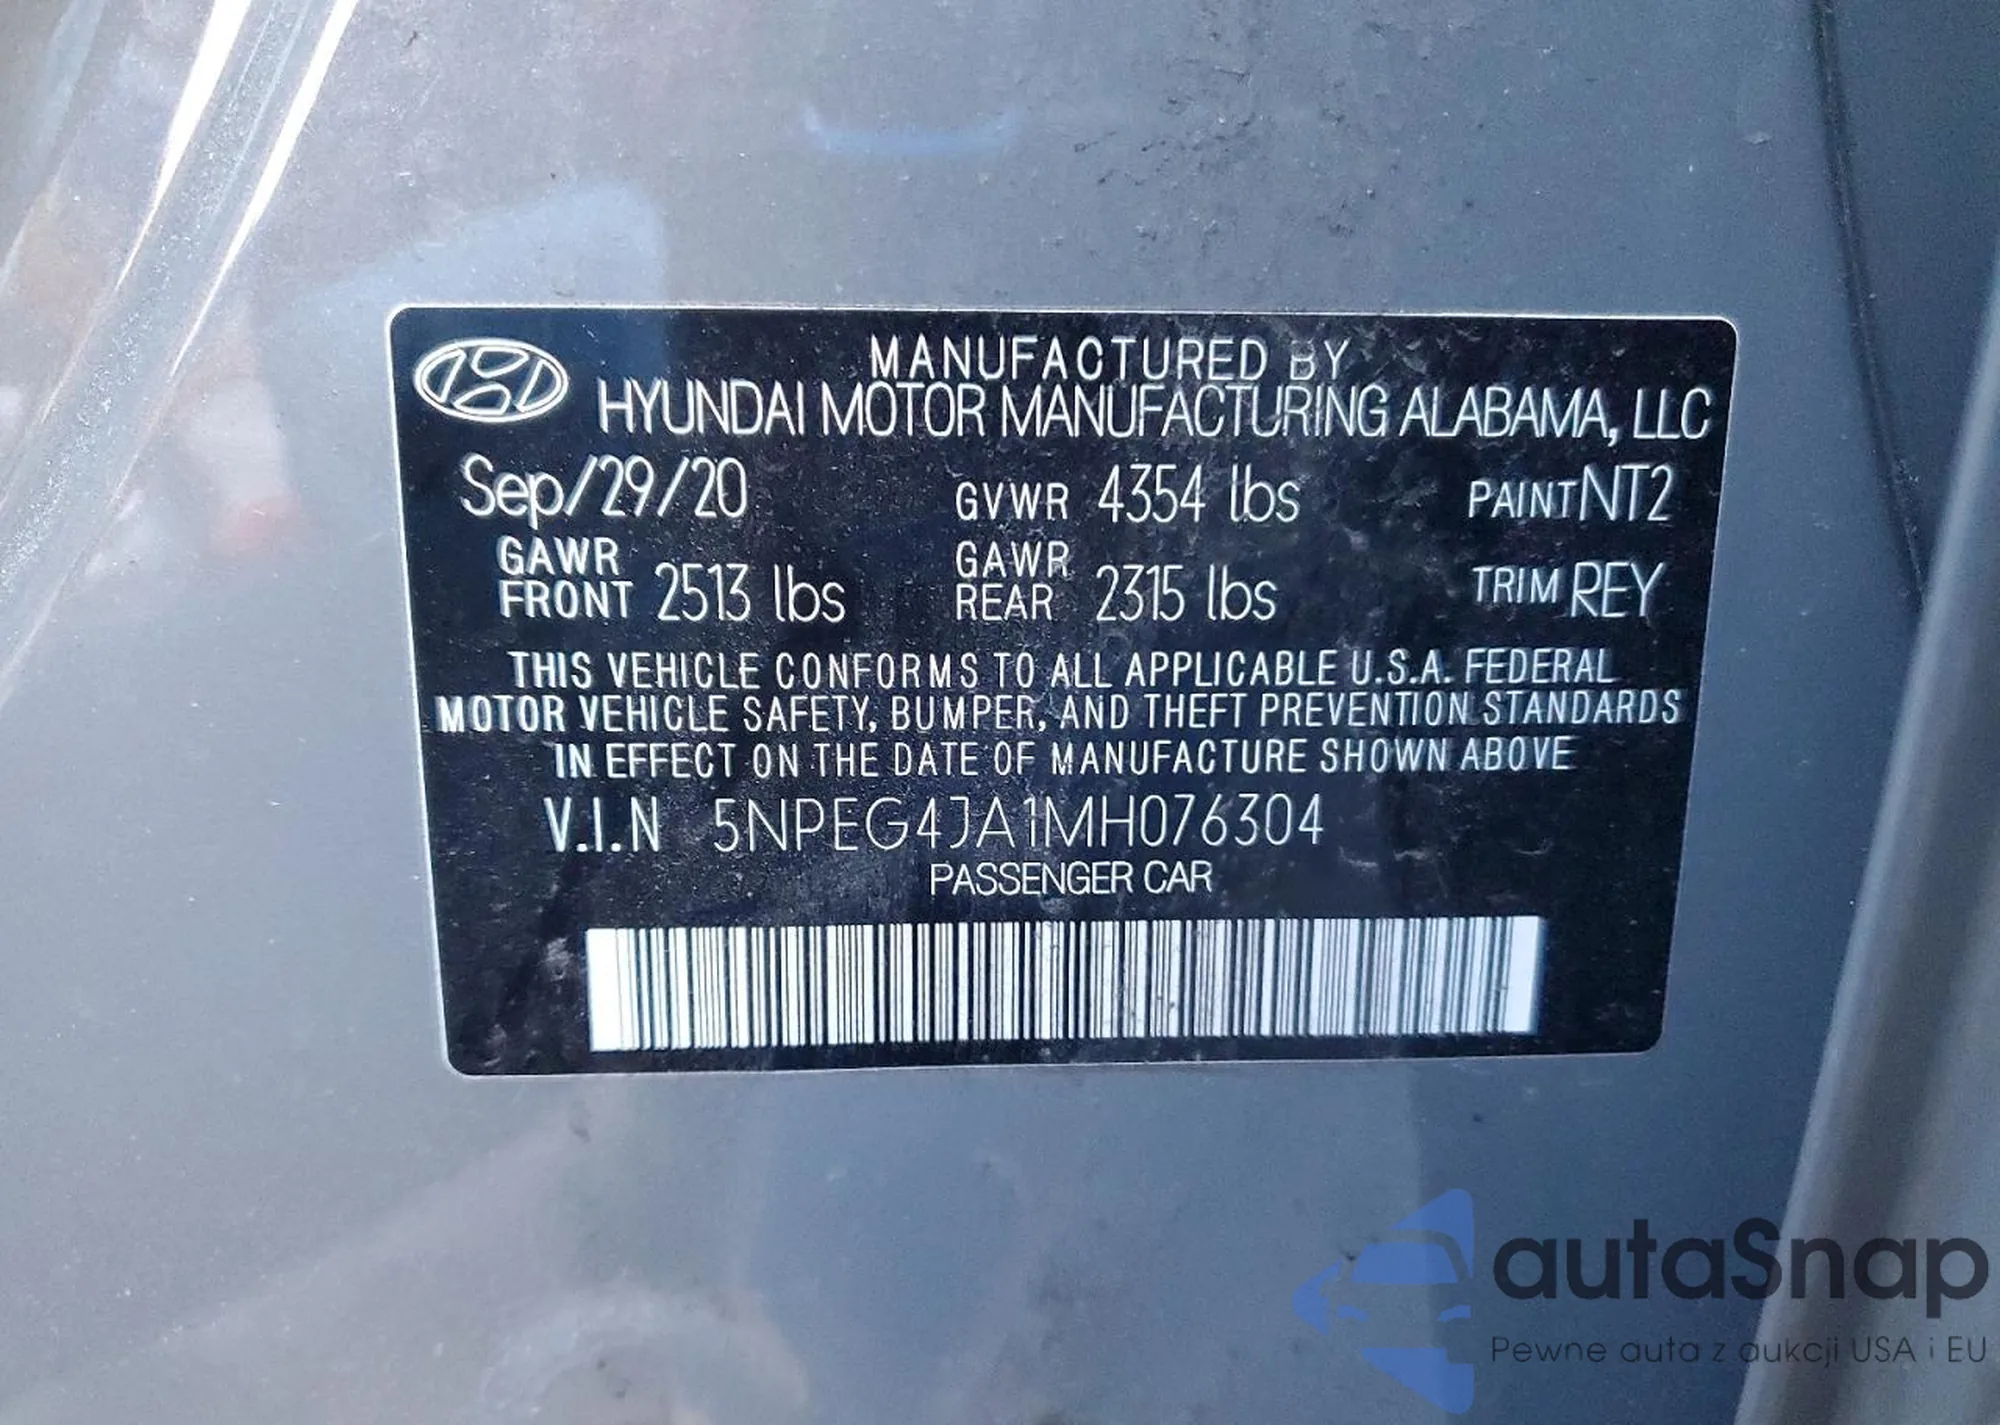 MANUFACTURED BY
HYUNDAI MOTOR MANUFACTURING ALABAMA, LLC
Sep/29/20 GVWR 4354 lbs PAINT NT2
GAWR FRONT 2513 lbs GAWR REAR 2315 lbs TRIM REY
THIS VEHICLE CONFORMS TO ALL APPLICABLE U.S.A. FEDERAL
MOTOR VEHICLE SAFETY, BUMPER, AND THEFT PREVENTION STANDARDS
IN EFFECT ON THE DATE OF MANUFACTURE SHOWN ABOVE
V.I.N 5NPEG4JA1MH076304
PASSENGER CAR
autaSnap
Pewne auta z aukcji USA i EU